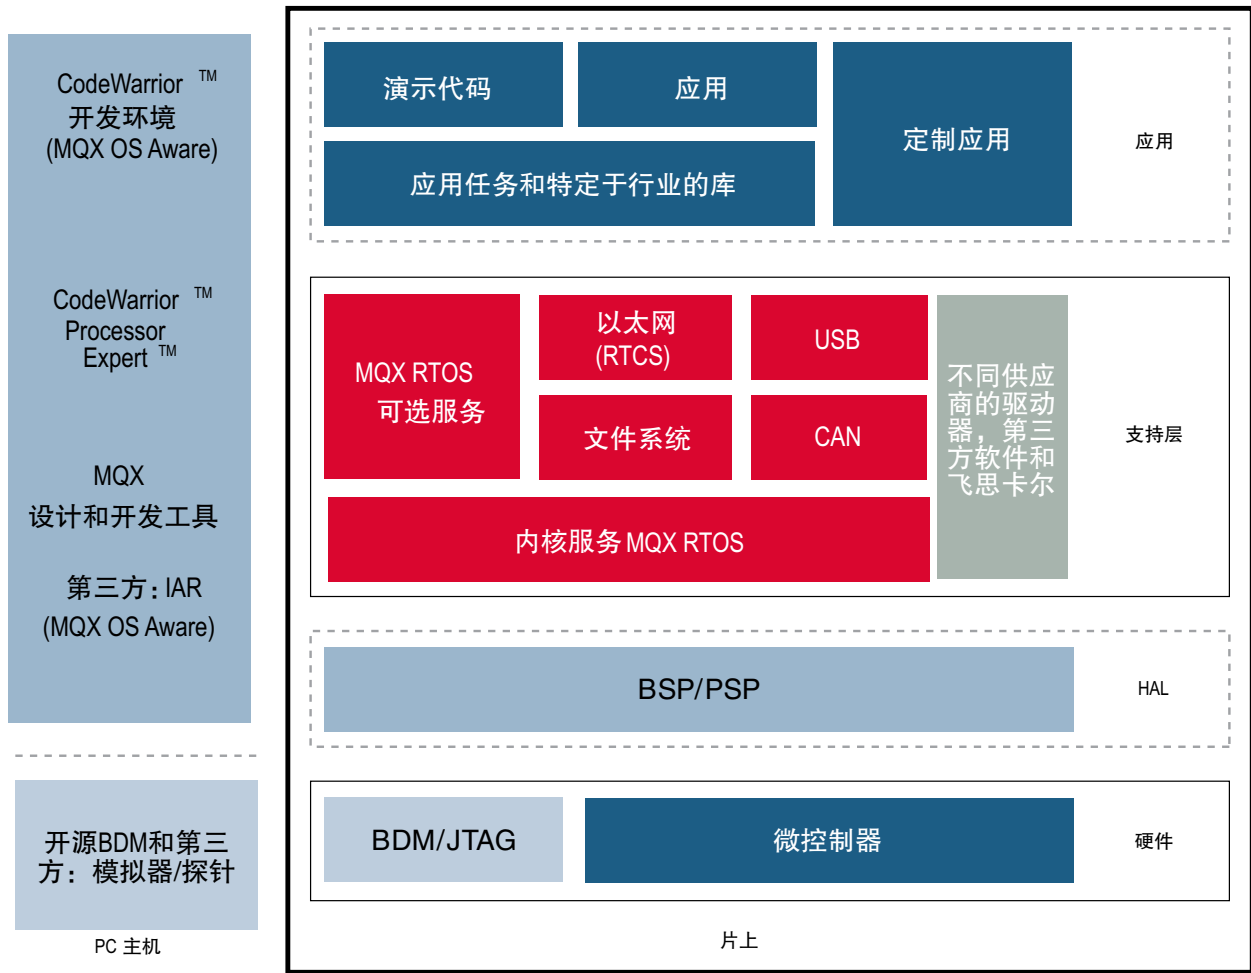 CodeWarrior TM
开发环境
(MQX OS Aware)
CodeWarrior TM
Processor
Expert TM
MQX
设计和开发工具
第三方：IAR
(MQX OS Aware)
开源BDM和第三
方：模拟器/探针
PC 主机
演示代码
应用
定制应用
应用任务和特定于行业的库
应用
MQX RTOS
可选服务
以太网
(RTCS)
USB
文件系统
CAN
不同供应
商的驱动
器，第三
方软件和
飞思卡尔
内核服务MQX RTOS
支持层
BSP/PSP
HAL
BDM/JTAG
微控制器
硬件
片上